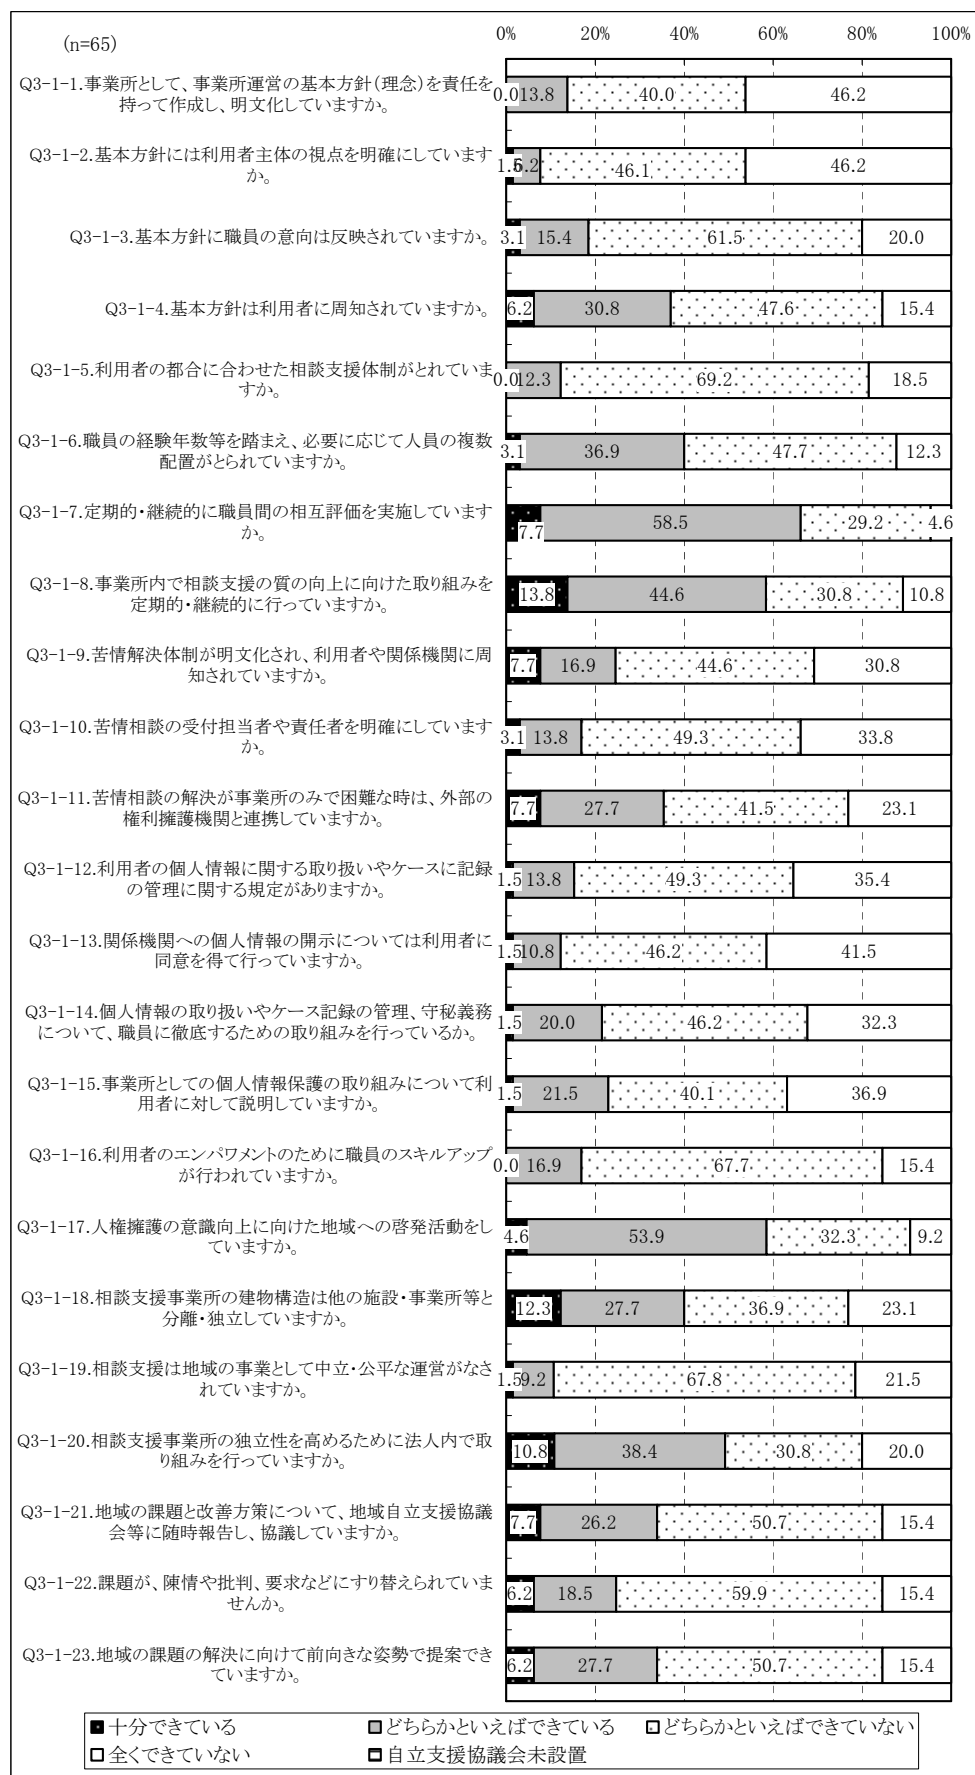 (n=65)
0% 20% 40% 60% 80% 100%
Q3-1-1.事業所として、事業所運営の基本方針(理念)を責任を
持って作成し、明文化していますか。
0.0 13.8 40.0 46.2
Q3-1-2.基本方針には利用者主体の視点を明確にしています
か。
1.5 6.2 46.1 46.2
Q3-1-3.基本方針に職員の意向は反映されていますか。
3.1 15.4 61.5 20.0
Q3-1-4.基本方針は利用者に周知されていますか。
6.2 30.8 47.6 15.4
Q3-1-5.利用者の都合に合わせた相談支援体制がとれていま
すか。
0.0 12.3 69.2 18.5
Q3-1-6.職員の経験年数等を踏まえ、必要に応じて人員の複数
配置がとられていますか。
3.1 36.9 47.7 12.3
Q3-1-7.定期的・継続的に職員間の相互評価を実施しています
か。
7.7 58.5 29.2 4.6
Q3-1-8.事業所内で相談支援の質の向上に向けた取り組みを
定期的・継続的に行っていますか。
13.8 44.6 30.8 10.8
Q3-1-9.苦情解決体制が明文化され、利用者や関係機関に周
知されていますか。
7.7 16.9 44.6 30.8
Q3-1-10.苦情相談の受付担当者や責任者を明確にしています
か。
3.1 13.8 49.3 33.8
Q3-1-11.苦情相談の解決が事業所のみで困難な時は、外部の
権利擁護機関と連携していますか。
7.7 27.7 41.5 23.1
Q3-1-12.利用者の個人情報に関する取り扱いやケースに記録
の管理に関する規定がありますか。
1.5 13.8 49.3 35.4
Q3-1-13.関係機関への個人情報の開示については利用者に
同意を得て行っていますか。
1.5 10.8 46.2 41.5
Q3-1-14.個人情報の取り扱いやケース記録の管理、守秘義務
について、職員に徹底するための取り組みを行っているか。
1.5 20.0 46.2 32.3
Q3-1-15.事業所としての個人情報保護の取り組みについて利
用者に対して説明していますか。
1.5 21.5 40.1 36.9
Q3-1-16.利用者のエンパワメントのために職員のスキルアップ
が行われていますか。
0.0 16.9 67.7 15.4
Q3-1-17.人権擁護の意識向上に向けた地域への啓発活動をし
ていますか。
4.6 53.9 32.3 9.2
Q3-1-18.相談支援事業所の建物構造は他の施設・事業所等と
分離・独立していますか。
12.3 27.7 36.9 23.1
Q3-1-19.相談支援は地域の事業として中立・公平な運営がなさ
れていますか。
1.5 9.2 67.8 21.5
Q3-1-20.相談支援事業所の独立性を高めるために法人内で取
り組みを行っていますか。
10.8 38.4 30.8 20.0
Q3-1-21.地域の課題と改善方策について、地域自立支援協議
会等に随時報告し、協議していますか。
7.7 26.2 50.7 15.4
Q3-1-22.課題が、陳情や批判、要求などにすり替えられていま
せんか。
6.2 18.5 59.9 15.4
Q3-1-23.地域の課題の解決に向けて前向きな姿勢で提案でき
ていますか。
6.2 27.7 50.7 15.4
十分できている どちらかといえばできている どちらかといえばできていない
全くできていない 自立支援協議会未設置